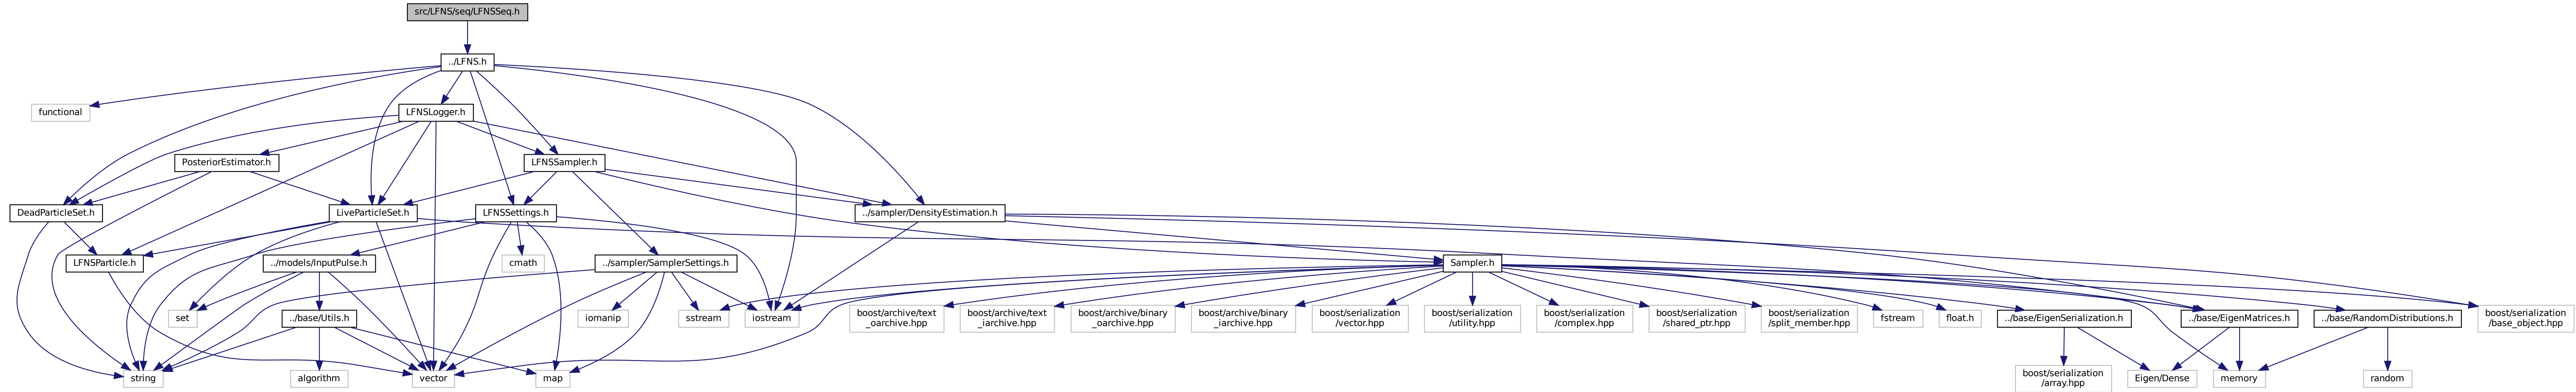 src/LFNS/seq/LFNSSeq.h
../LFNS.h
functional
LFNSLogger.h
PosteriorEstimator.h
LFNSSampler.h
DeadParticleSet.h
LiveParticleSet.h
LFNSSettings.h
../sampler/DensityEstimation.h
LFNSParticle.h
../models/InputPulse.h
cmath
../sampler/SamplerSettings.h
Sampler.h
set
../base/Utils.h
iomanip
sstream
iostream
boost/archive/text
_oarchive.hpp
boost/archive/text
_iarchive.hpp
boost/archive/binary
_oarchive.hpp
boost/archive/binary
_iarchive.hpp
boost/serialization
/vector.hpp
boost/serialization
/utility.hpp
boost/serialization
/complex.hpp
boost/serialization
/shared_ptr.hpp
boost/serialization
/split_member.hpp
fstream
float.h
../base/EigenSerialization.h
../base/EigenMatrices.h
../base/RandomDistributions.h
boost/serialization
/base_object.hpp
string
algorithm
vector
map
boost/serialization
/array.hpp
Eigen/Dense
memory
random